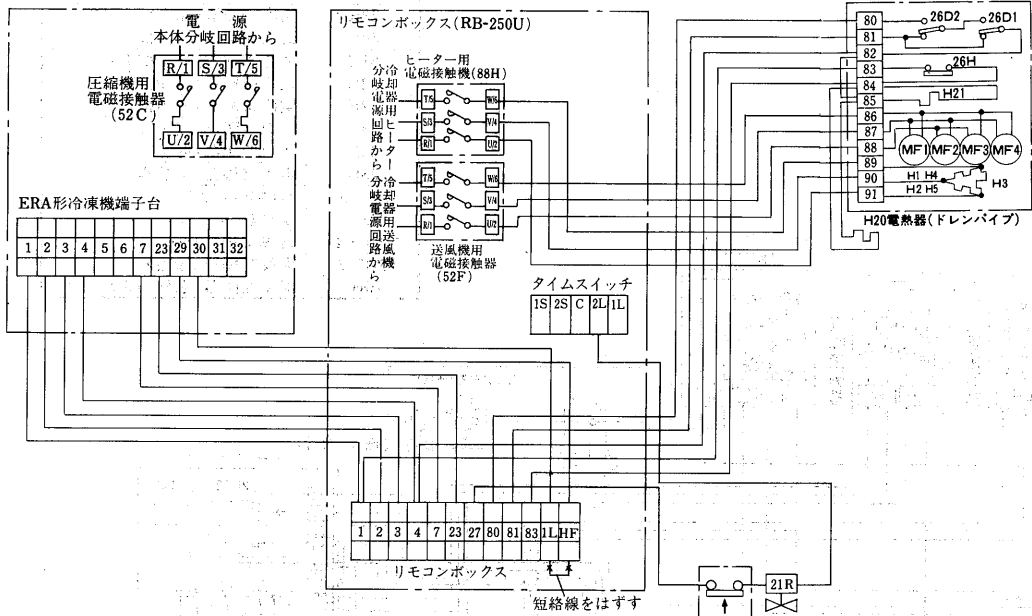 電　源
本体分岐回路から
R/1 S/3 T/5
圧縮機用
電磁接触器
(52C)
U/2 V/4 W/6
ERA形冷凍機端子台
1 2 3 4 5 6 7 23 29 30 31 32
リモコンボックス(RB-250U)
ヒーター用
電磁接触機(88H)
冷却器用ヒーター
分岐電源回路から
T/5 W/6
S/3 V/4
R/1 U/2
冷却器用送風機
分岐電源回路から
T/5 W/6
S/3 V/4
R/1 U/2
送風機用
電磁接触器
(52F)
タイムスイッチ
1S 2S C 2L 1L
1 2 3 4 7 23 27 80 81 83 1L HF
リモコンボックス
短絡線をはずす
80
81
82
83
84
85
86
87
88
89
90
91
26D2 26D1
26H
H21
MF1 MF2 MF3 MF4
H1 H4
H2 H5
H3
H20電熱器(ドレンパイプ)
21R